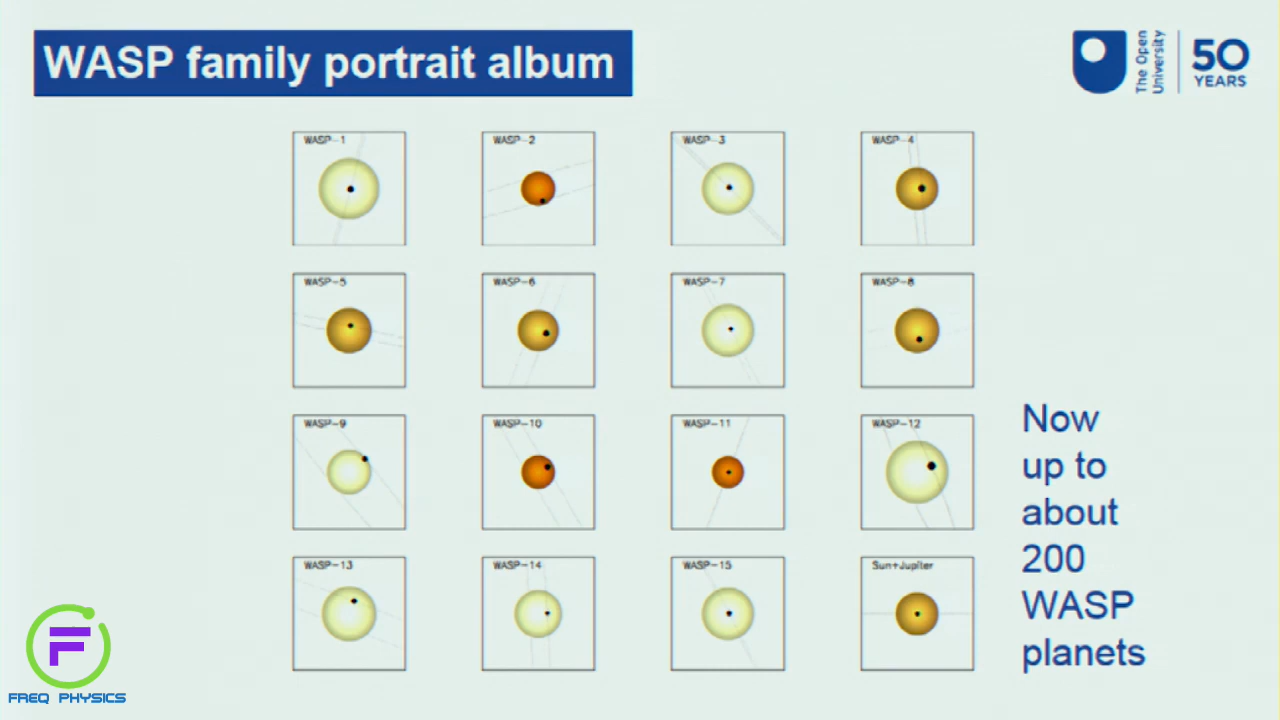 WASP family portrait album
The Open
University
50
YEARS
WASP-1
WASP-2
WASP-3
WASP-4
WASP-5
WASP-6
WASP-7
WASP-8
WASP-9
WASP-10
WASP-11
WASP-12
WASP-13
WASP-14
WASP-15
Sun+Jupiter
Now
up to
about
200
WASP
planets
F
FREQ PHYSICS